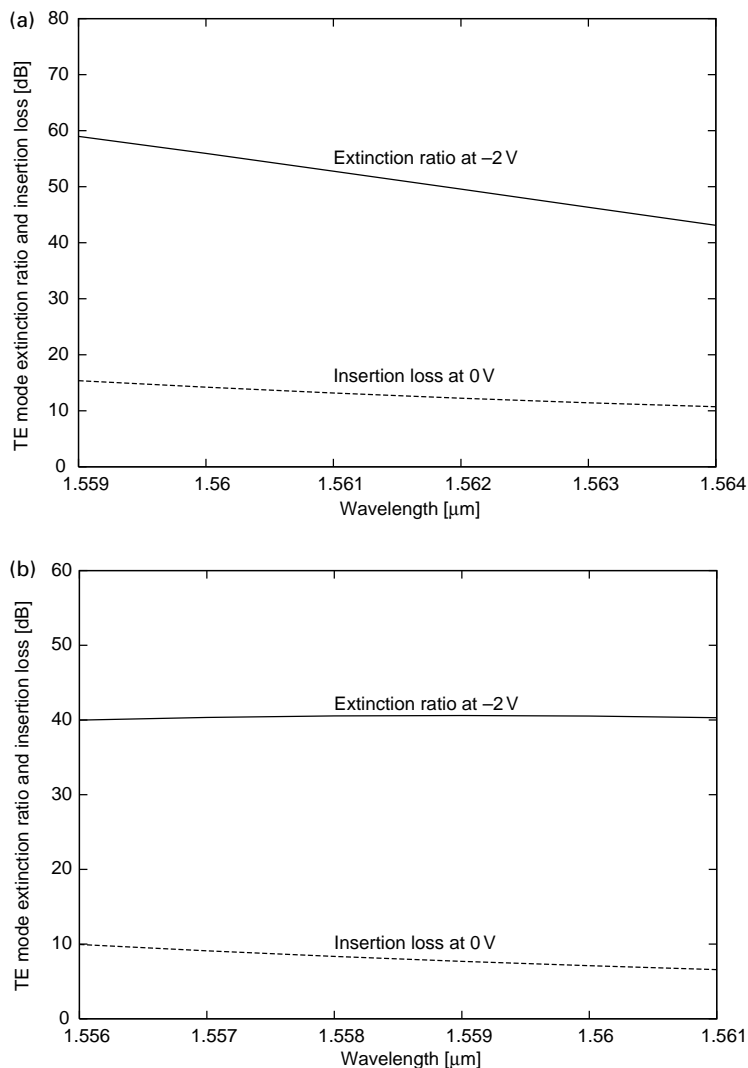 (a)
TE mode extinction ratio and insertion loss [dB]
80
70
60
50
40
30
20
10
0
Extinction ratio at –2 V
Insertion loss at 0 V
1.559 1.56 1.561 1.562 1.563 1.564
Wavelength [μm]
(b)
TE mode extinction ratio and insertion loss [dB]
60
50
40
30
20
10
0
Extinction ratio at –2 V
Insertion loss at 0 V
1.556 1.557 1.558 1.559 1.56 1.561
Wavelength [μm]